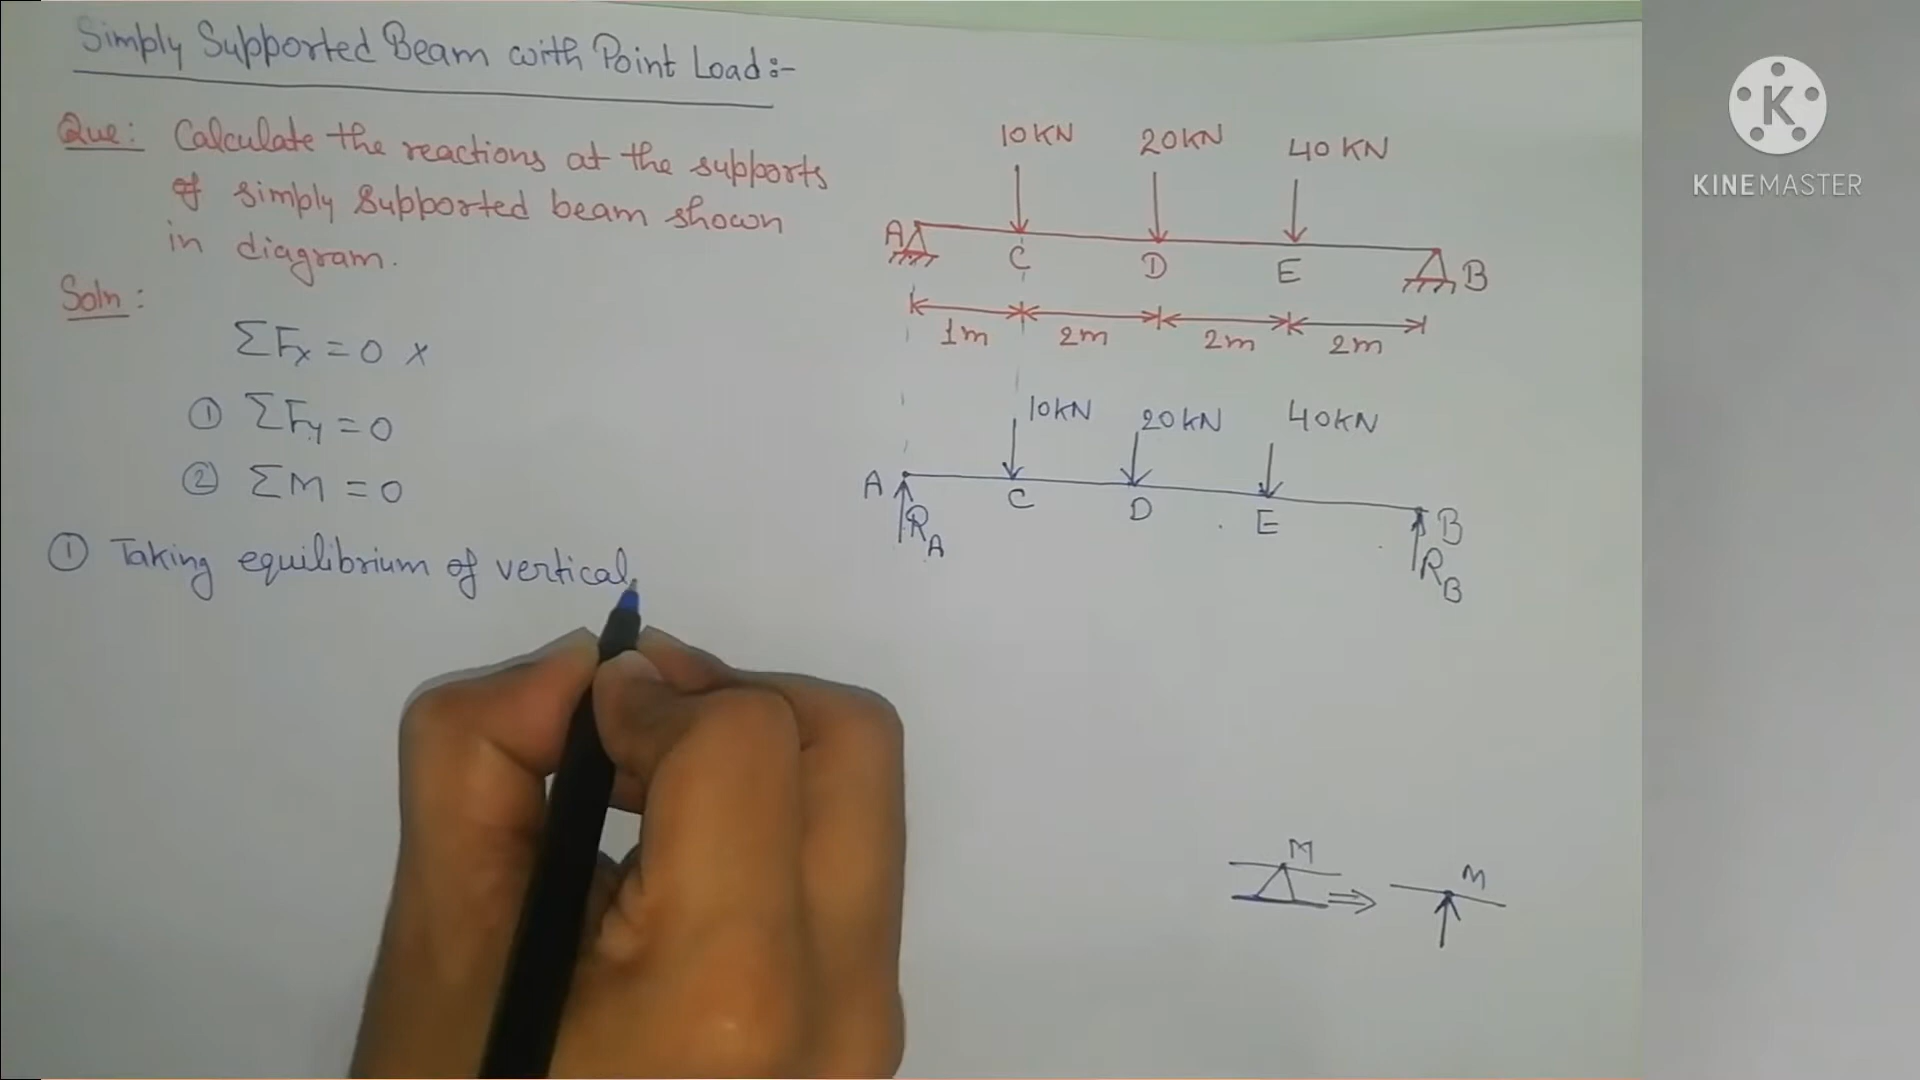 Simply Supported Beam with Point Load:-
Que: Calculate the reactions at the supports
of simply supported beam shown
in diagram.
Soln:
ΣFx = 0 x
① ΣFy = 0
② ΣM = 0
① Taking equilibrium of vertical
10KN 20KN 40KN
A C D E B
1m 2m 2m 2m
10KN 20KN 40KN
A C D E B
RA RB
M M
K
KINEMASTER